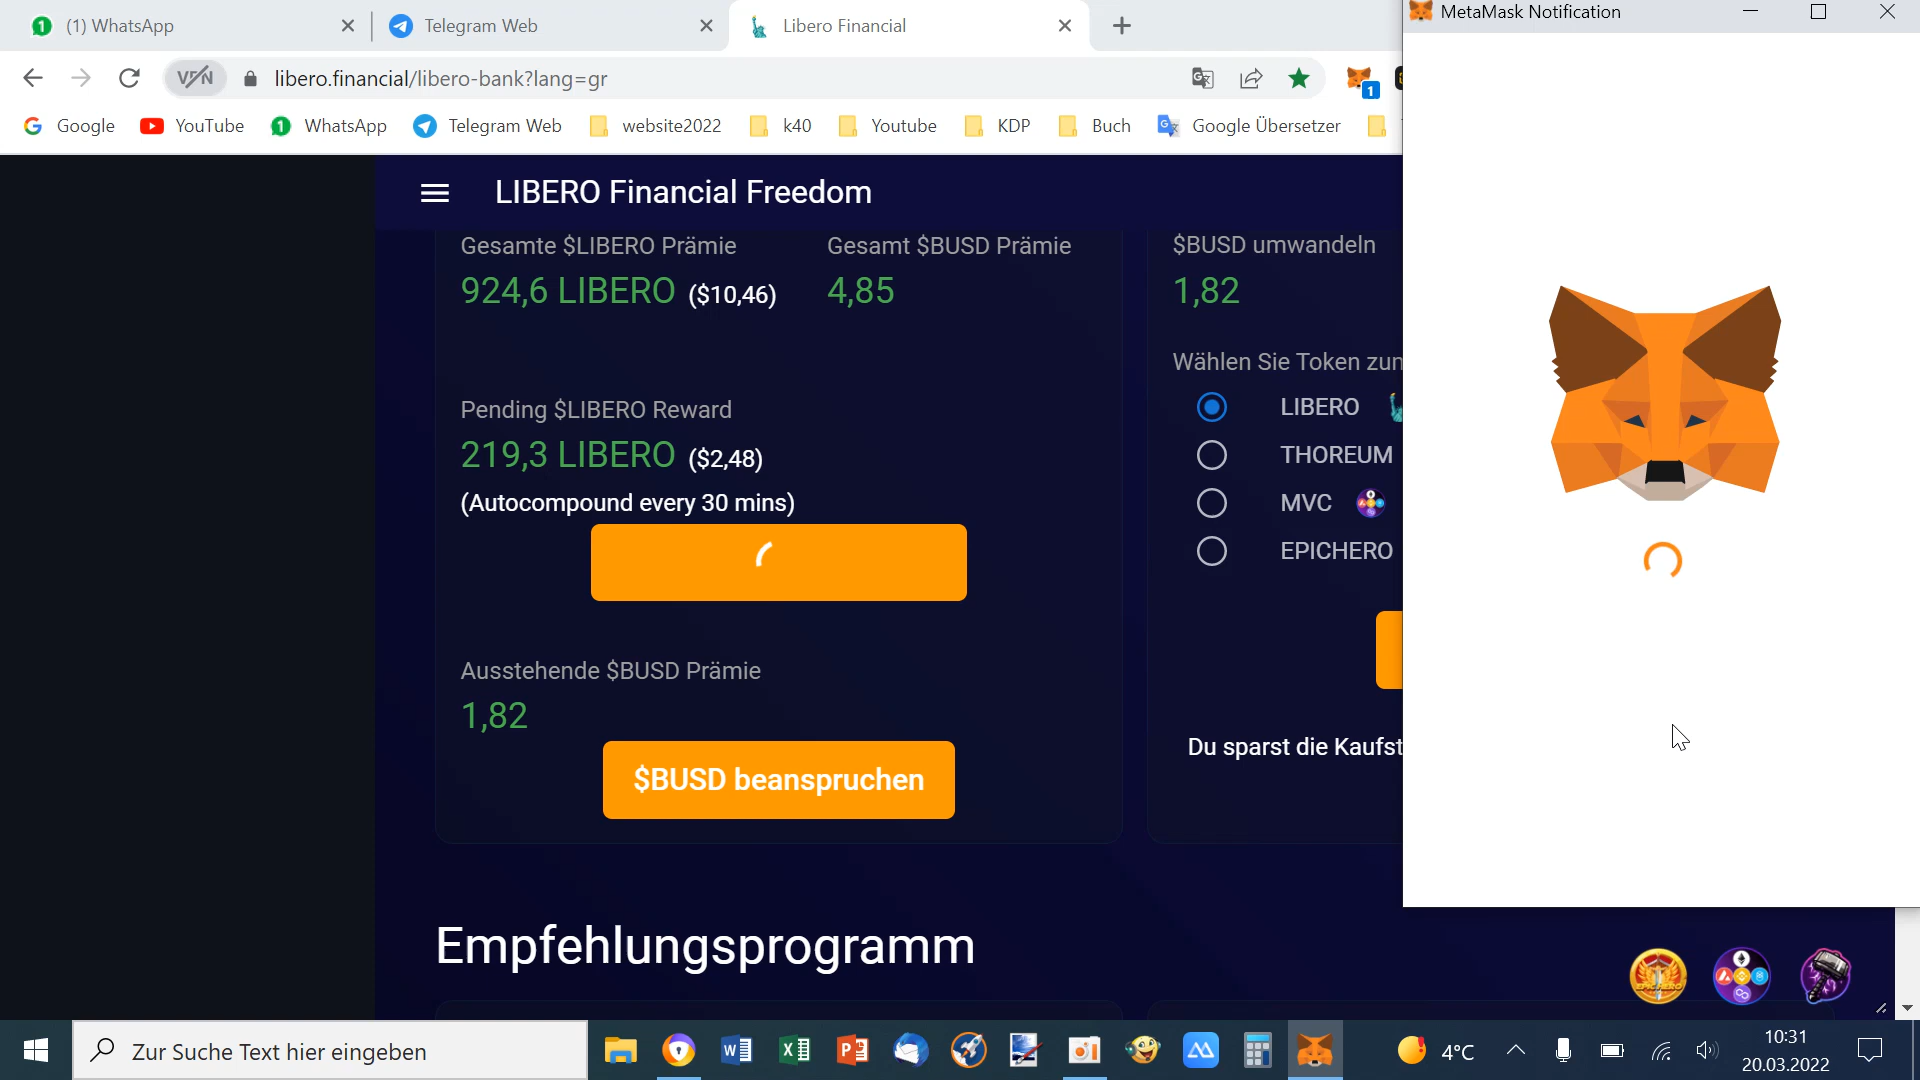 (1) WhatsApp
Telegram Web
Libero Financial
MetaMask Notification
VPN
libero.financial/libero-bank?lang=gr
1
Google
YouTube
WhatsApp
Telegram Web
website2022
k40
Youtube
KDP
Buch
Google Übersetzer
LIBERO Financial Freedom
Gesamte $LIBERO Prämie
Gesamt $BUSD Prämie
$BUSD umwandeln
924,6 LIBERO ($10,46)
4,85
1,82
Wählen Sie Token zum
Pending $LIBERO Reward
219,3 LIBERO ($2,48)
(Autocompound every 30 mins)
LIBERO
THOREUM
MVC
EPICHERO
Ausstehende $BUSD Prämie
1,82
$BUSD beanspruchen
Du sparst die Kaufst
Empfehlungsprogramm
EPICHERO
Zur Suche Text hier eingeben
4°C
10:31
20.03.2022